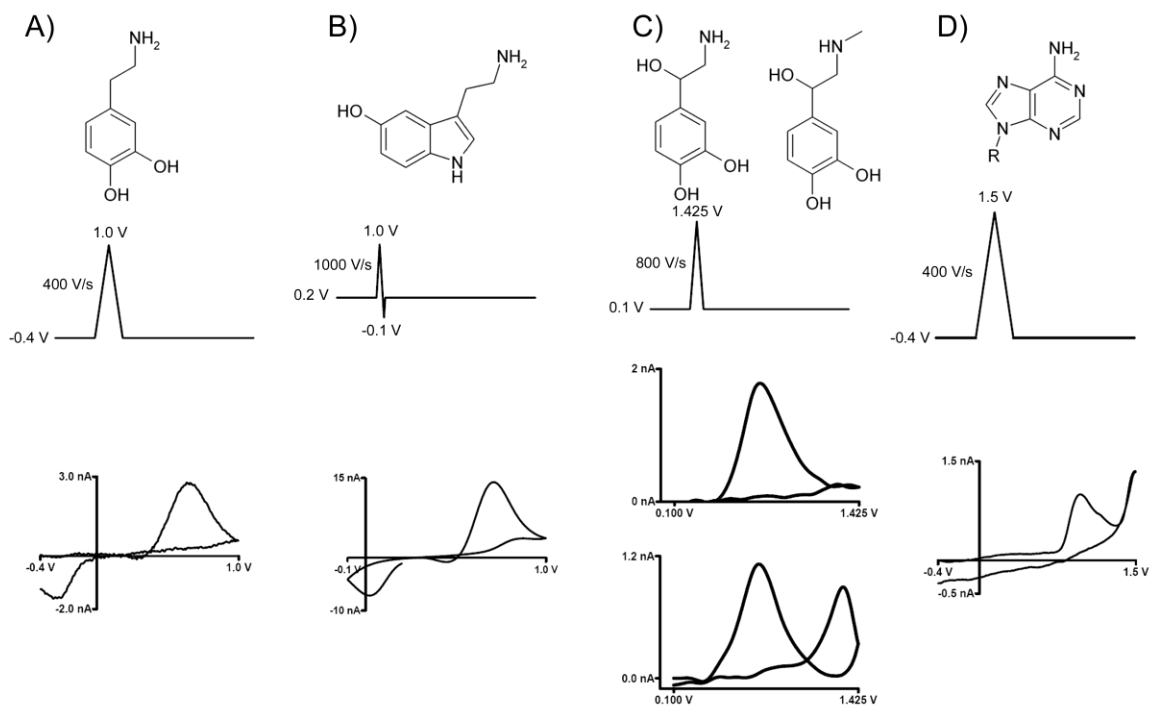 A)
NH2
OH
OH
1.0 V
400 V/s
-0.4 V
3.0 nA
-0.4 V
1.0 V
-2.0 nA
B)
NH2
HO
N
H
1.0 V
1000 V/s
0.2 V
-0.1 V
15 nA
-0.1 V
1.0 V
-10 nA
C)
NH2
HO
OH
OH
HN
HO
OH
OH
1.425 V
800 V/s
0.1 V
2 nA
0 nA
0.100 V
1.425 V
1.2 nA
0.0 nA
0.100 V
1.425 V
D)
NH2
N
N
N
N
R
1.5 V
400 V/s
-0.4 V
1.5 nA
-0.4 V
1.5 V
-0.5 nA